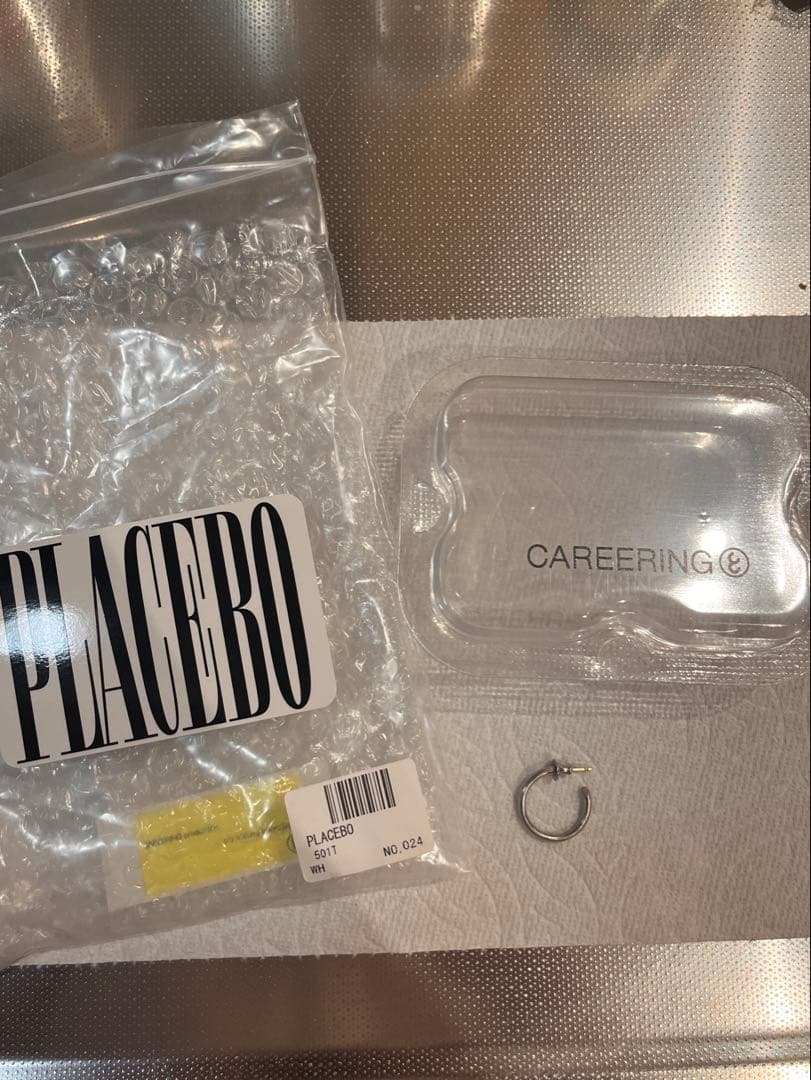 PLACEBO
CAREERING
PLACEBO
501T
WH NO.024